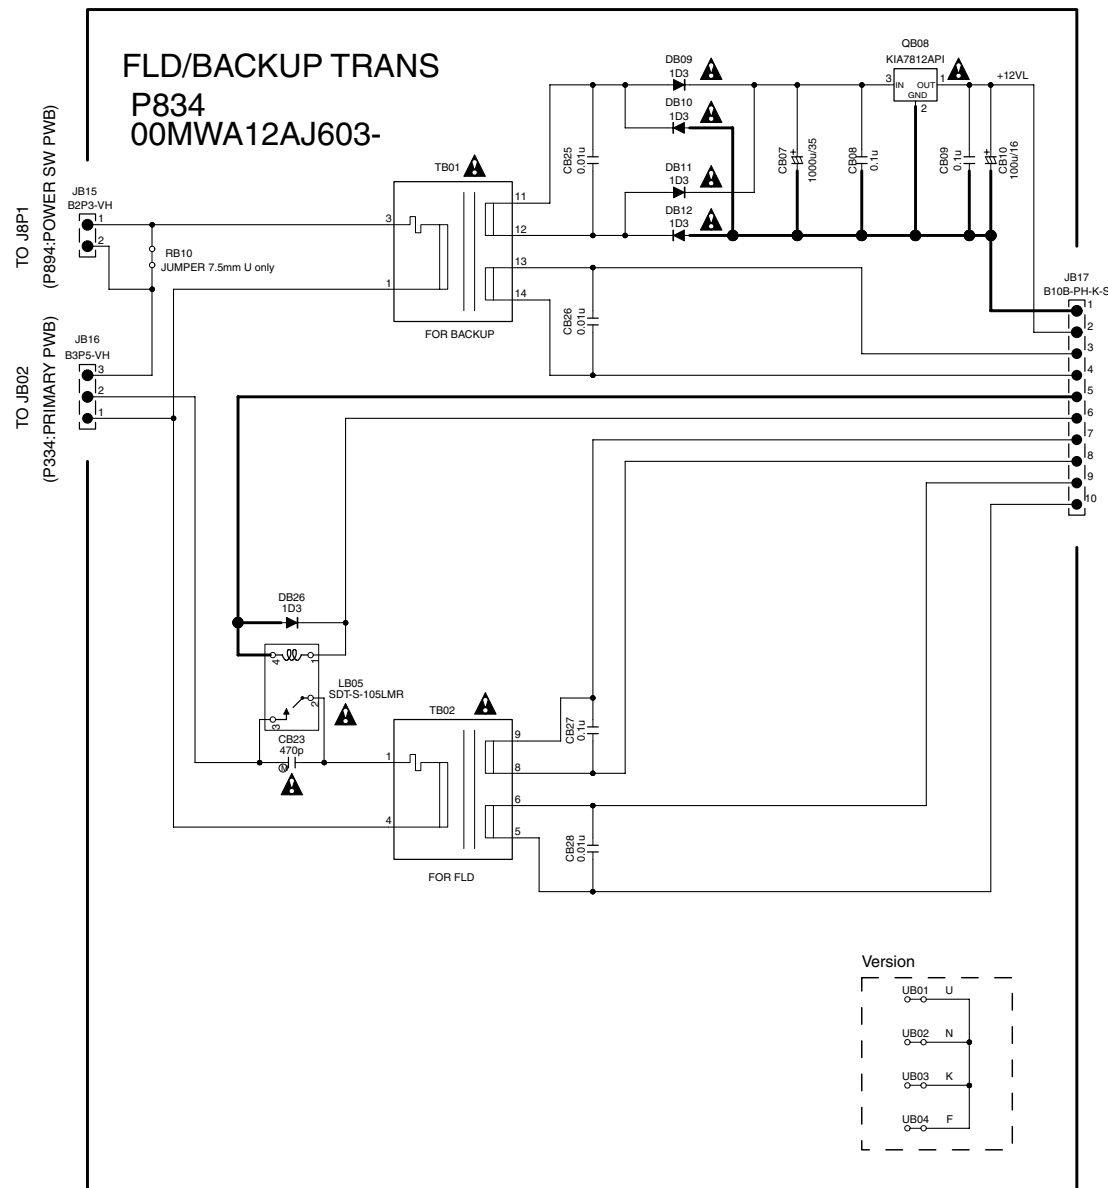 FLD/BACKUP TRANS
P834
00MWA12AJ603-
TO J8P1
(P894:POWER SW PWB)
JB15
B2P3-VH
1
2
RB10
JUMPER 7.5mm U only
TO JB02
(P334:PRIMARY PWB)
JB16
B3P5-VH
3
2
1
TB01
3
1
11
12
13
14
FOR BACKUP
CB25
0.01u
CB26
0.01u
DB09
1D3
DB10
1D3
DB11
1D3
DB12
1D3
CB07
1000u/35
CB08
0.1u
QB08
KIA7812API
3
IN
OUT
1
GND
2
+12VL
CB09
0.1u
CB10
100u/16
JB17
B10B-PH-K-S
1
2
3
4
5
6
7
8
9
10
DB26
1D3
4
1
LB05
SDT-S-105LMR
2
3
CB23
470p
M
TB02
1
4
9
8
6
5
FOR FLD
CB27
0.1u
CB28
0.01u
Version
UB01 U
UB02 N
UB03 K
UB04 F